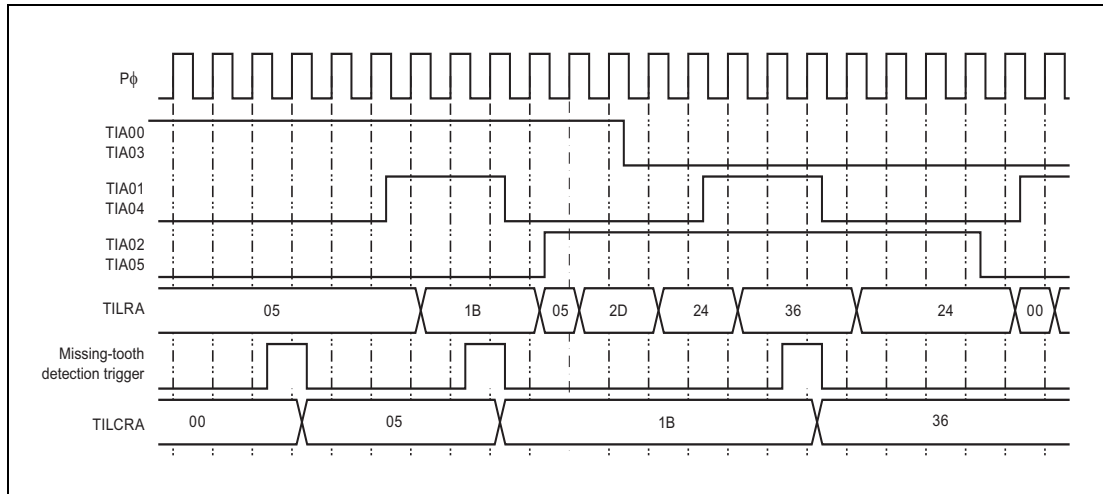 Pϕ
TIA00
TIA03
TIA01
TIA04
TIA02
TIA05
TILRA 05 1B 05 2D 24 36 24 00
Missing-tooth
detection trigger
TILCRA 00 05 1B 36